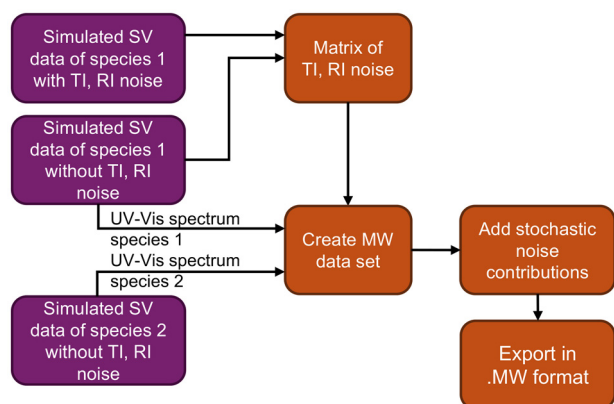 Simulated SV
data of species 1
with TI, RI noise
Matrix of
TI, RI noise
Simulated SV
data of species 1
without TI, RI
noise
UV-Vis spectrum
species 1
UV-Vis spectrum
species 2
Create MW
data set
Add stochastic
noise
contributions
Simulated SV
data of species 2
without TI, RI
noise
Export in
.MW format